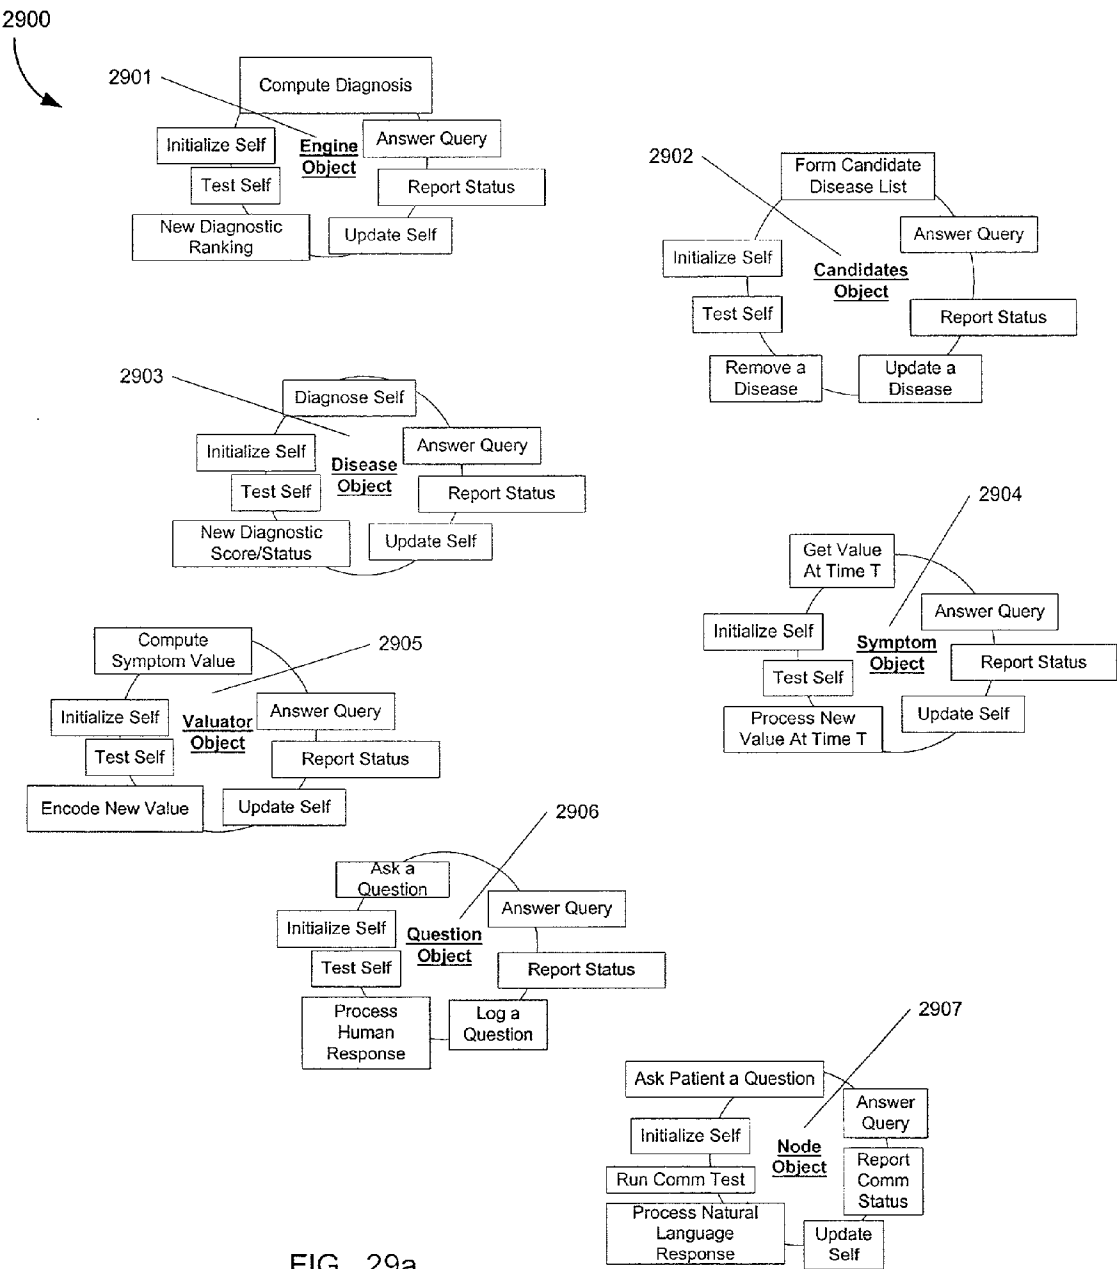 2900
2901
Compute Diagnosis
Initialize Self
Engine
Object
Answer Query
Test Self
Report Status
New Diagnostic
Ranking
Update Self
2902
Form Candidate
Disease List
Answer Query
Initialize Self
Candidates
Object
Test Self
Report Status
Remove a
Disease
Update a
Disease
2903
Diagnose Self
Initialize Self
Answer Query
Disease
Object
Test Self
Report Status
New Diagnostic
Score/Status
Update Self
2904
Get Value
At Time T
Answer Query
Initialize Self
Symptom
Object
Test Self
Report Status
Process New
Value At Time T
Update Self
2905
Compute
Symptom Value
Initialize Self
Valuator
Object
Answer Query
Test Self
Report Status
Encode New Value
Update Self
2906
Ask a
Question
Answer Query
Initialize Self
Question
Object
Test Self
Report Status
Process
Human
Response
Log a
Question
2907
Ask Patient a Question
Answer
Query
Initialize Self
Node
Object
Run Comm Test
Report
Comm
Status
Process Natural
Language
Response
Update
Self
FIG. 29a